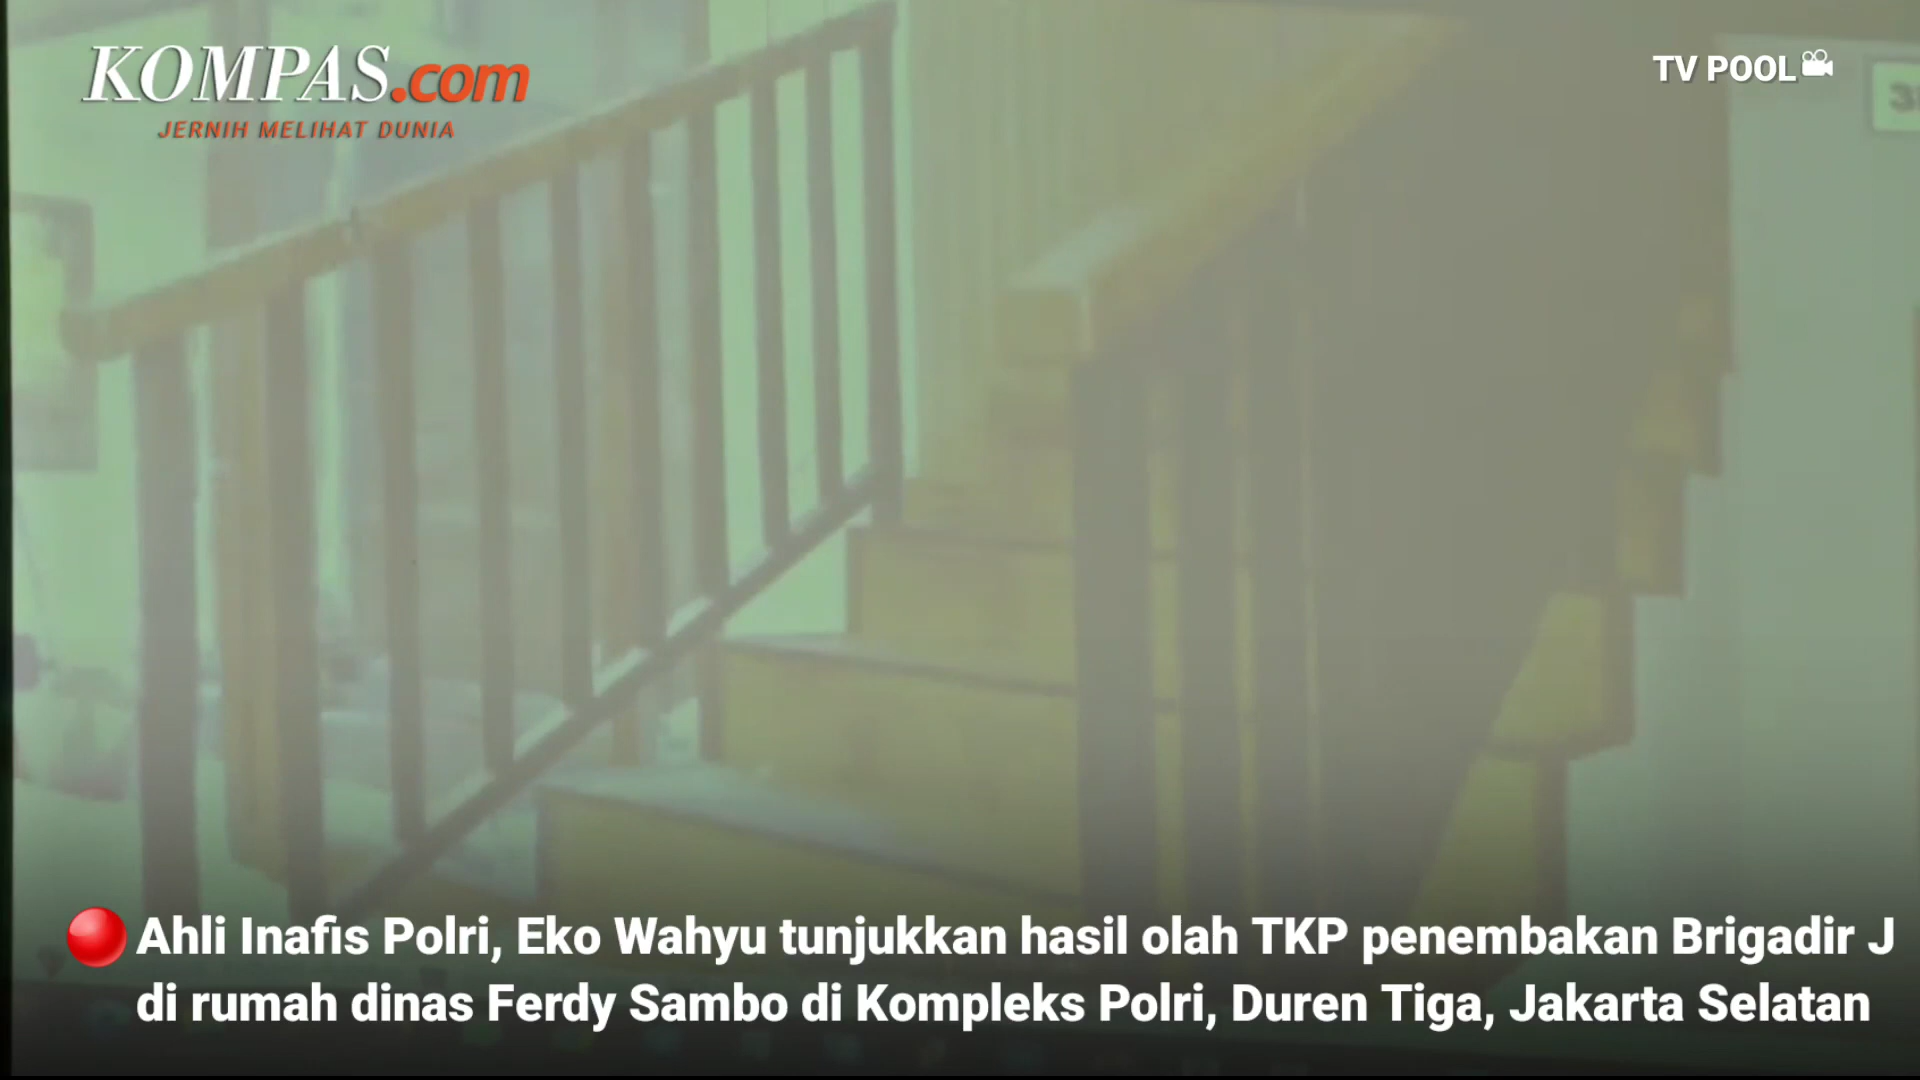 KOMPAS.com
JERNIH MELIHAT DUNIA
TV POOL
Ahli Inafis Polri, Eko Wahyu tunjukkan hasil olah TKP penembakan Brigadir J
di rumah dinas Ferdy Sambo di Kompleks Polri, Duren Tiga, Jakarta Selatan